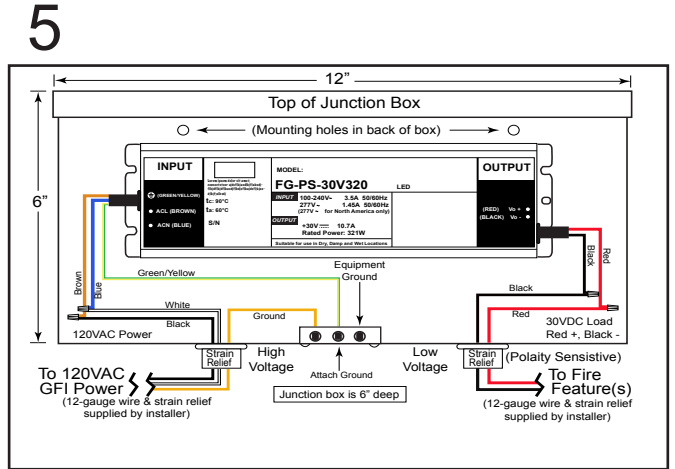 5
12”
Top of Junction Box
(Mounting holes in back of box)
6”
INPUT
(GREEN/YELLOW)
ACL (BROWN)
ACN (BLUE)
tc: 90°C
ta: 60°C
S/N
MODEL:
FG-PS-30V320 LED
INPUT 100-240V~ 3.5A 50/60Hz
277V~ 1.45A 50/60Hz
(277V~ for North America only)
OUTPUT
+30V 10.7A
Rated Power: 321W
Suitable for use in Dry, Damp and Wet Locations
OUTPUT
(RED) Vo +
(BLACK) Vo -
Brown
Blue
Green/Yellow
Equipment
Ground
Black
Red
White
Black
Ground
Black
Red
120VAC Power
30VDC Load
Red +, Black -
Strain
Relief
High
Voltage
Attach Ground
Low
Voltage
Strain
Relief
(Polaity Sensistive)
To 120VAC
GFI Power
(12-gauge wire & strain relief
supplied by installer)
Junction box is 6” deep
To Fire
Feature(s)
(12-gauge wire & strain relief
supplied by installer)